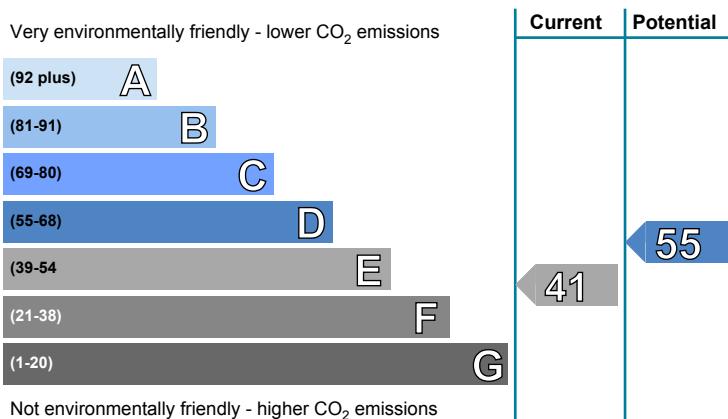 Current Potential
Very environmentally friendly - lower CO2 emissions
(92 plus) A
(81-91) B
(69-80) C
(55-68) D
55
(39-54 E
41
(21-38) F
(1-20) G
Not environmentally friendly - higher CO2 emissions